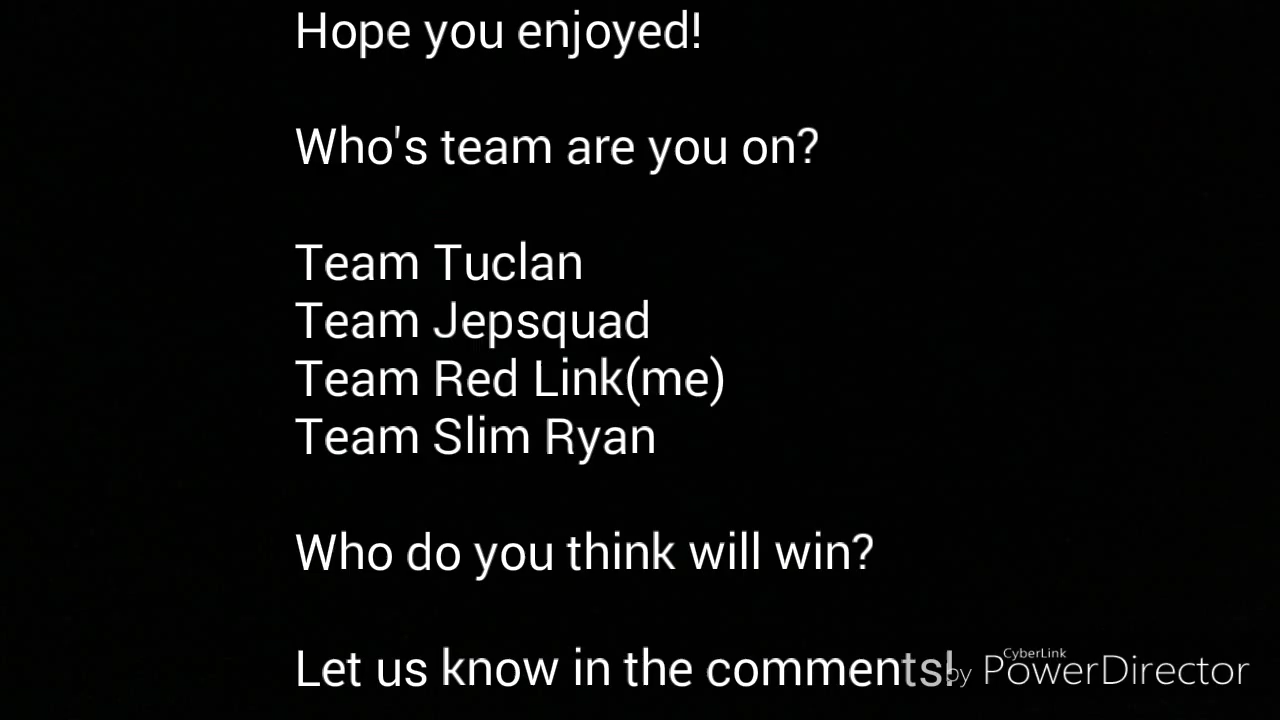 Hope you enjoyed!
Who's team are you on?
Team Tuclan
Team Jepsquad
Team Red Link(me)
Team Slim Ryan
Who do you think will win?
Let us know in the comments!
by CyberLink PowerDirector